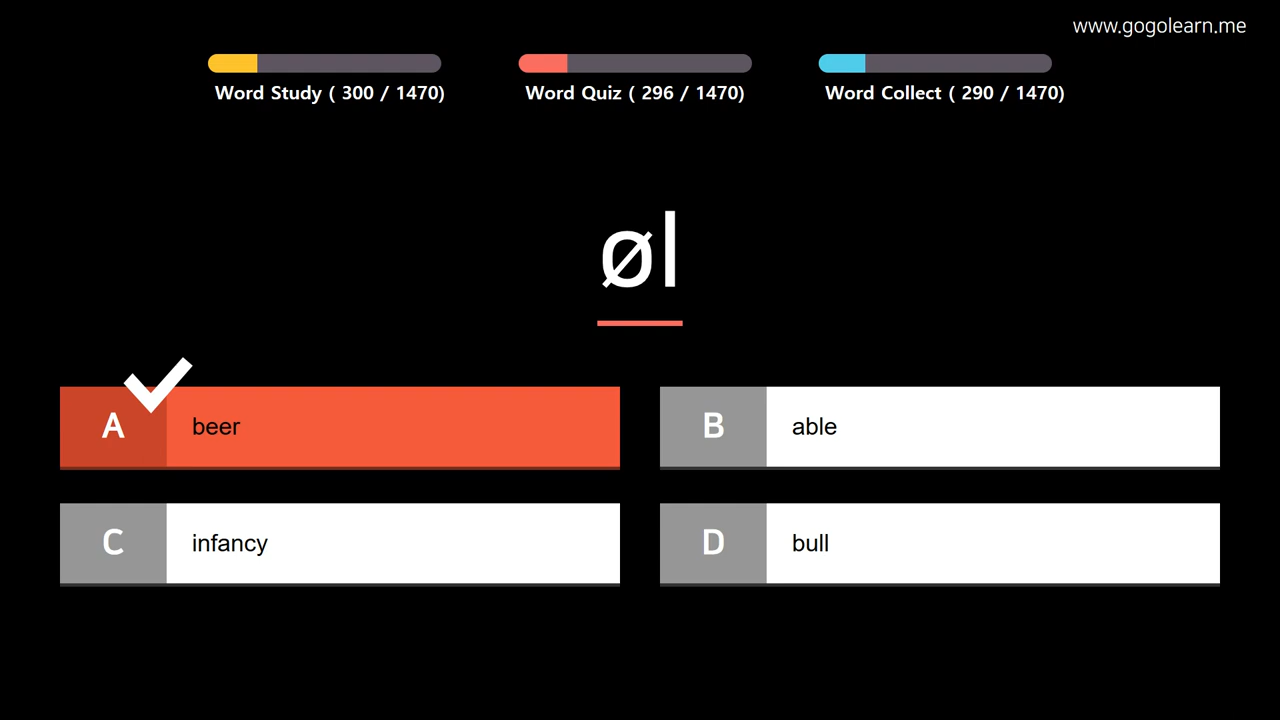 www.gogolearn.me
Word Study ( 300 / 1470)
Word Quiz ( 296 / 1470)
Word Collect ( 290 / 1470)
øl
A beer
B able
C infancy
D bull